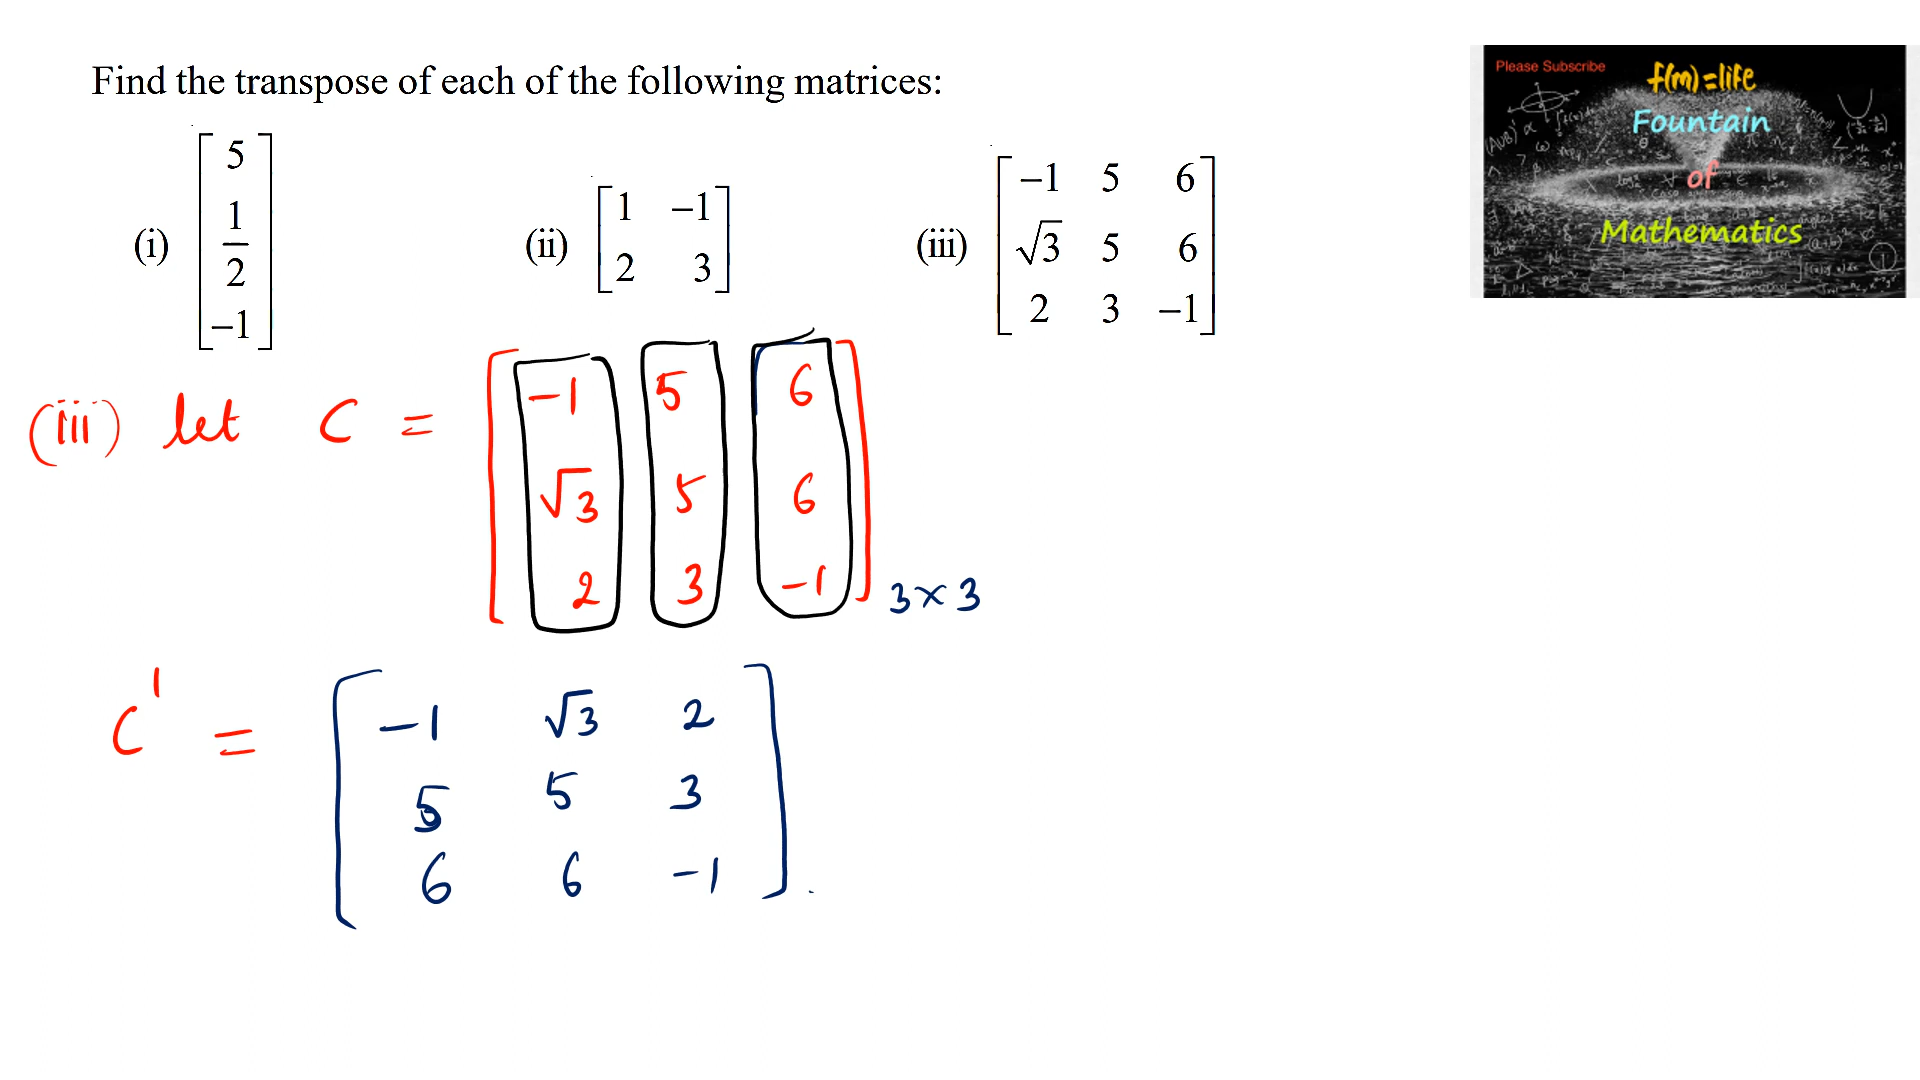 Find the transpose of each of the following matrices:
(i) [5
1/2
−1]
(ii) [1 −1
2 3]
(iii) [−1 5 6
√3 5 6
2 3 −1]
Please Subscribe
f(m)=life
Fountain
of
Mathematics
(iii) let C = [−1 5 6
√3 5 6
2 3 −1] 3×3
C' = [−1 √3 2
5 5 3
6 6 −1].